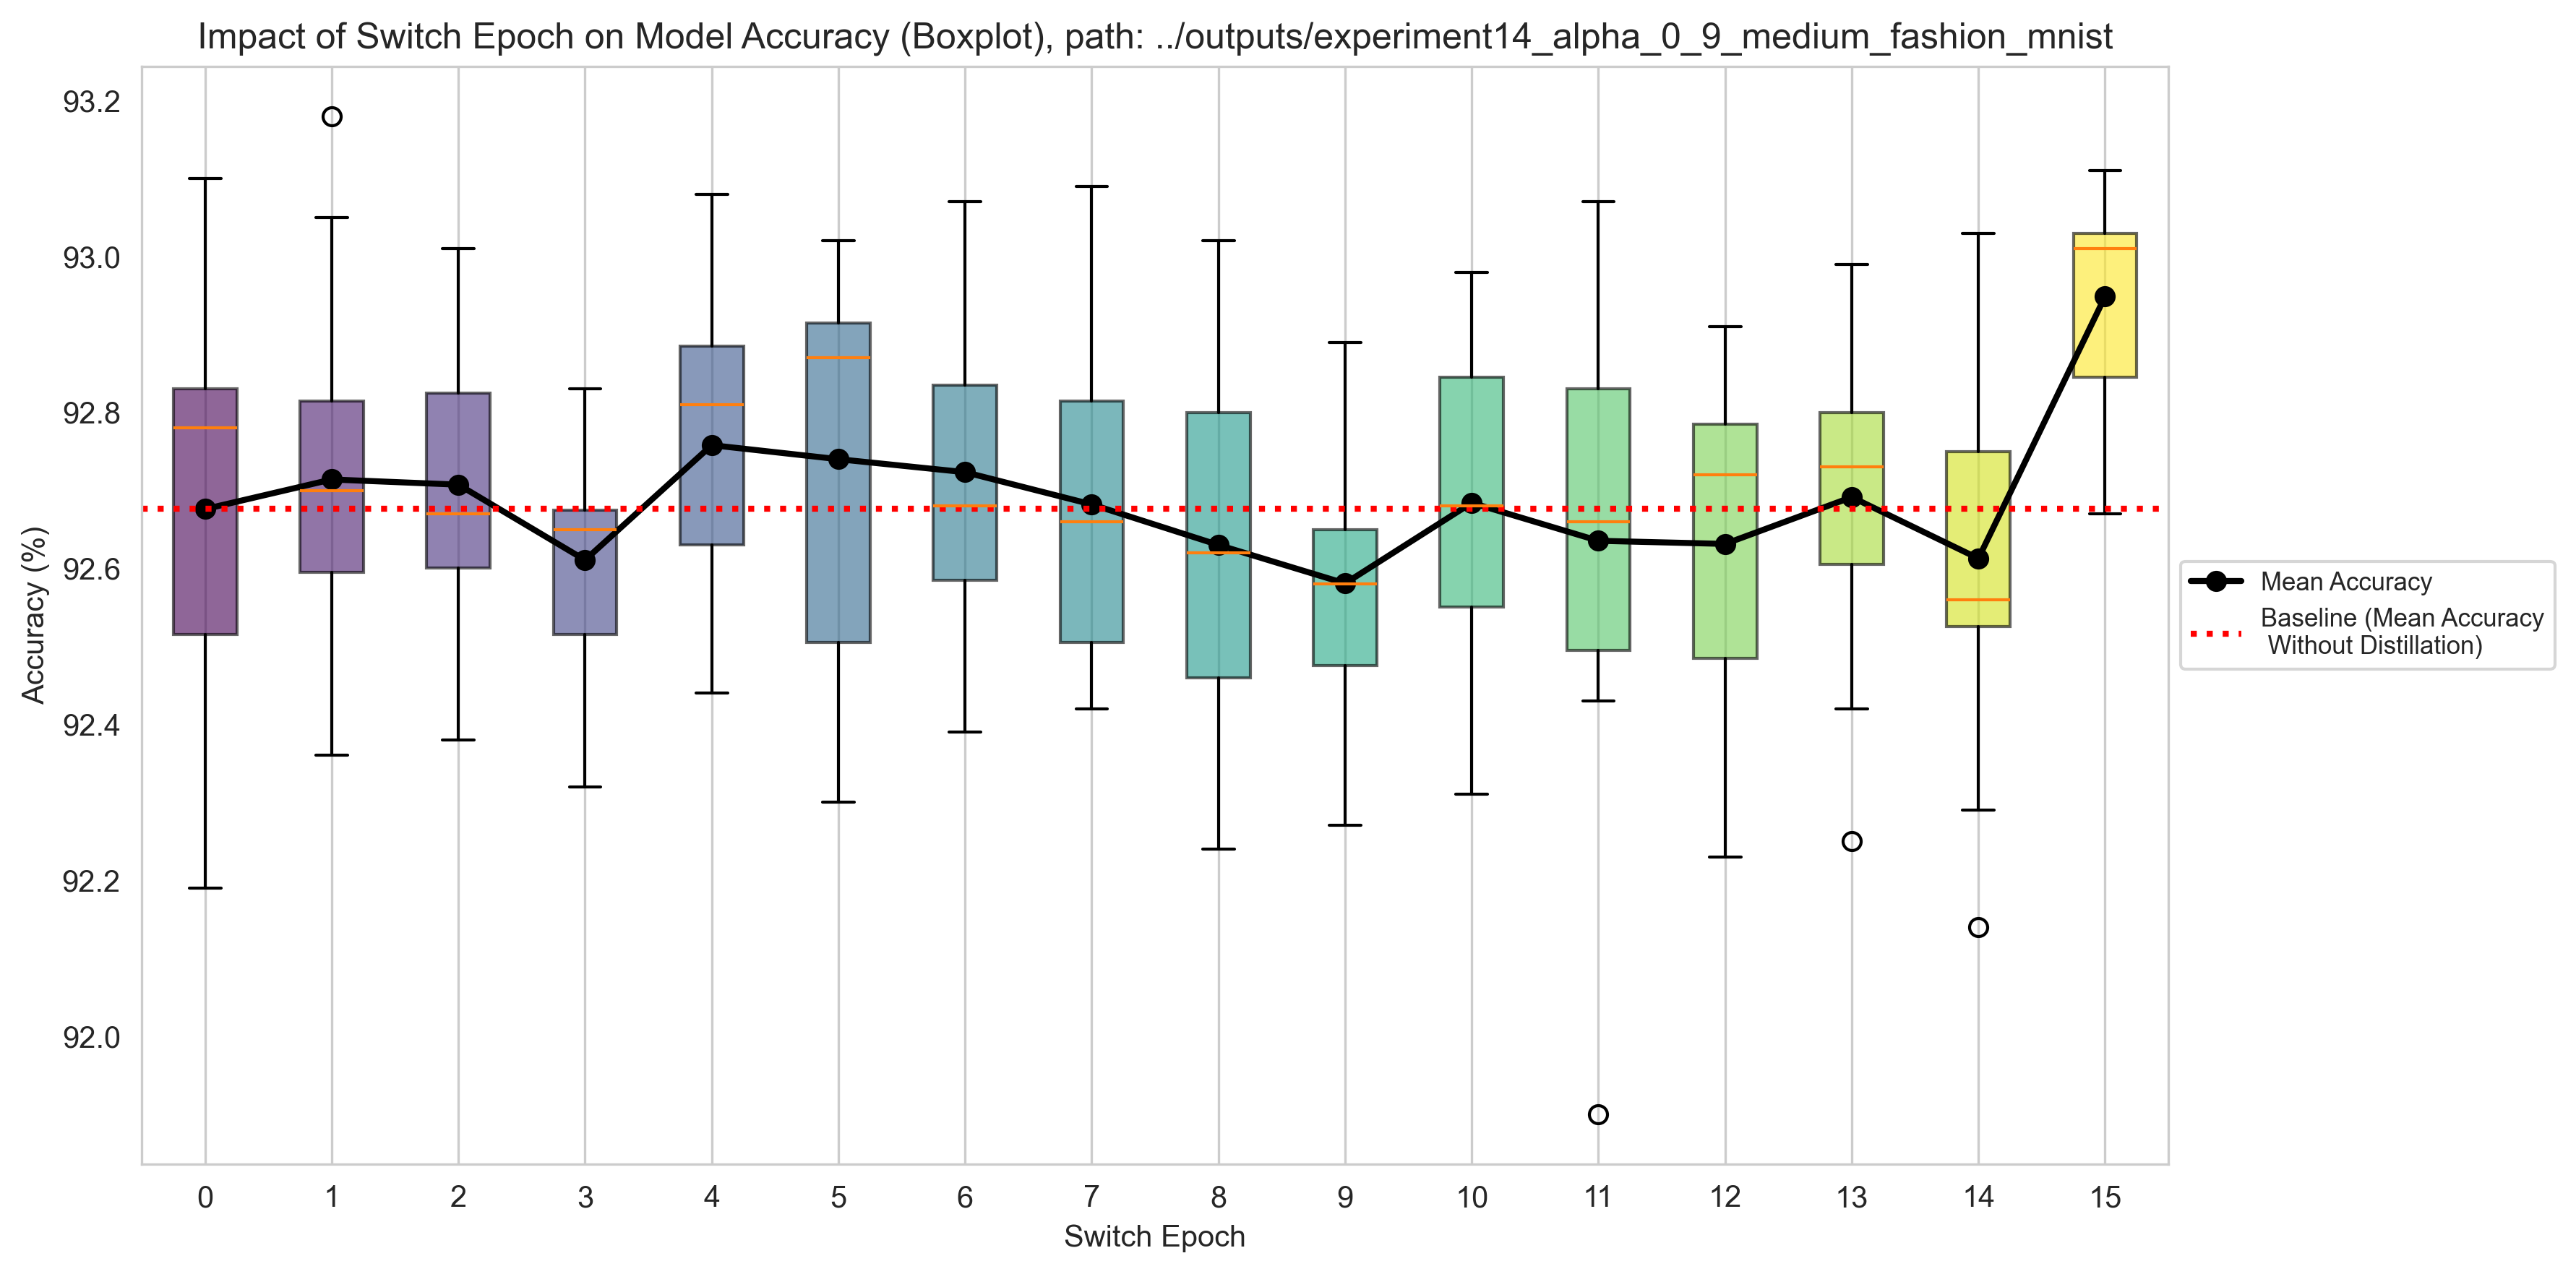 Impact of Switch Epoch on Model Accuracy (Boxplot), path: ../outputs/experiment14_alpha_0_9_medium_fashion_mnist
93.2
93.0
92.8
92.6
92.4
92.2
92.0
Accuracy (%)
0 1 2 3 4 5 6 7 8 9 10 11 12 13 14 15
Switch Epoch
Mean Accuracy
Baseline (Mean Accuracy
Without Distillation)